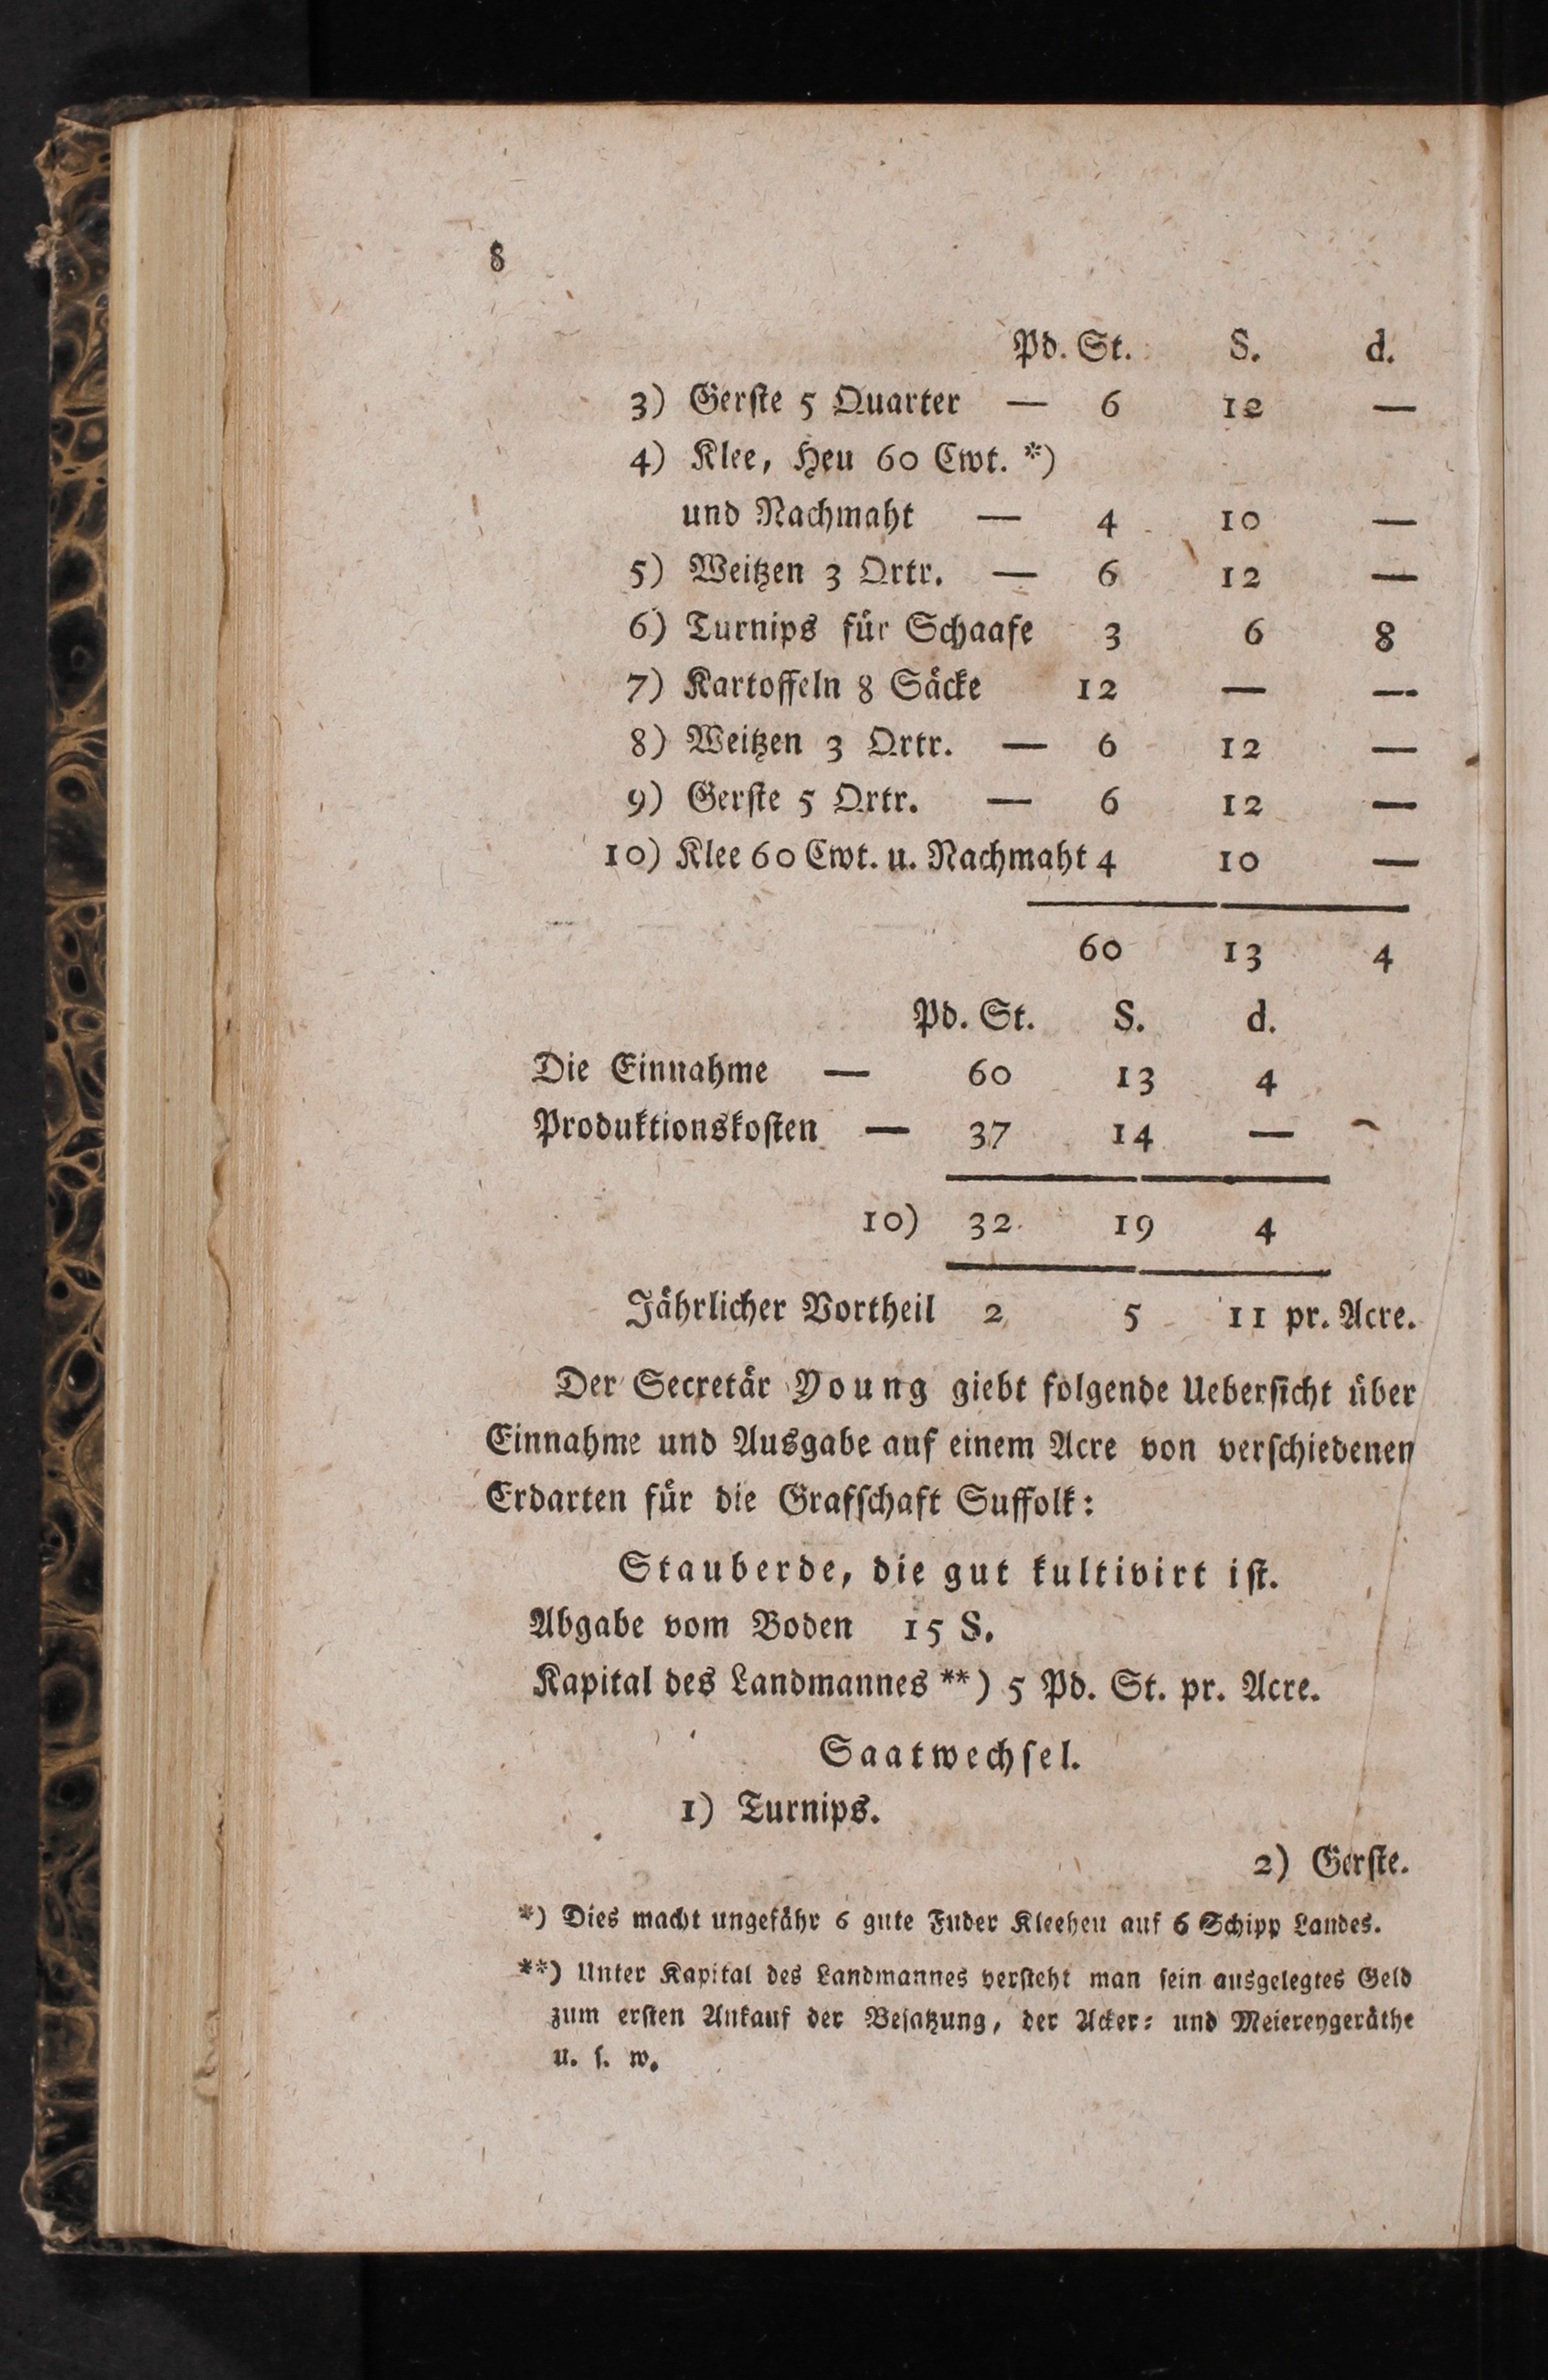 8
Pd. St. S. d.
3) Gerſte 5 Quarter — 6 12 —
4) Klee, Heu 60 Cwt. *)
und Nachmaht — 4 10 —
5) Weitzen 3 Qrtr. — 6 12 —
6) Turnips für Schaafe 3 6 8
7) Kartoffeln 8 Säcke 12 — —
8) Weitzen 3 Qrtr. — 6 12 —
9) Gerſte 5 Qrtr. — 6 12 —
10) Klee 60 Cwt. u. Nachmaht 4 10 —
60 13 4
Pd. St. S. d.
Die Einnahme — 60 13 4
Produktionskoſten — 37 14 —
10) 32 19 4
Jährlicher Vortheil 2 5 11 pr. Acre.
Der Secretär Young giebt folgende Ueberſicht über
Einnahme und Ausgabe auf einem Acre von verſchiedenen
Erdarten für die Grafſchaft Suffolk:
Stauberde, die gut kultivirt iſt.
Abgabe vom Boden 15 S.
Kapital des Landmannes **) 5 Pd. St. pr. Acre.
Saatwechſel.
1) Turnips.
2) Gerſte.
*) Dies macht ungefähr 6 gute Fuder Kleeheu auf 6 Schipp Landes.
**) Unter Kapital des Landmannes verſteht man ſein ausgelegtes Geld
zum erſten Ankauf der Beſatzung, der Acker- und Meiereygeräthe
u. ſ. w.